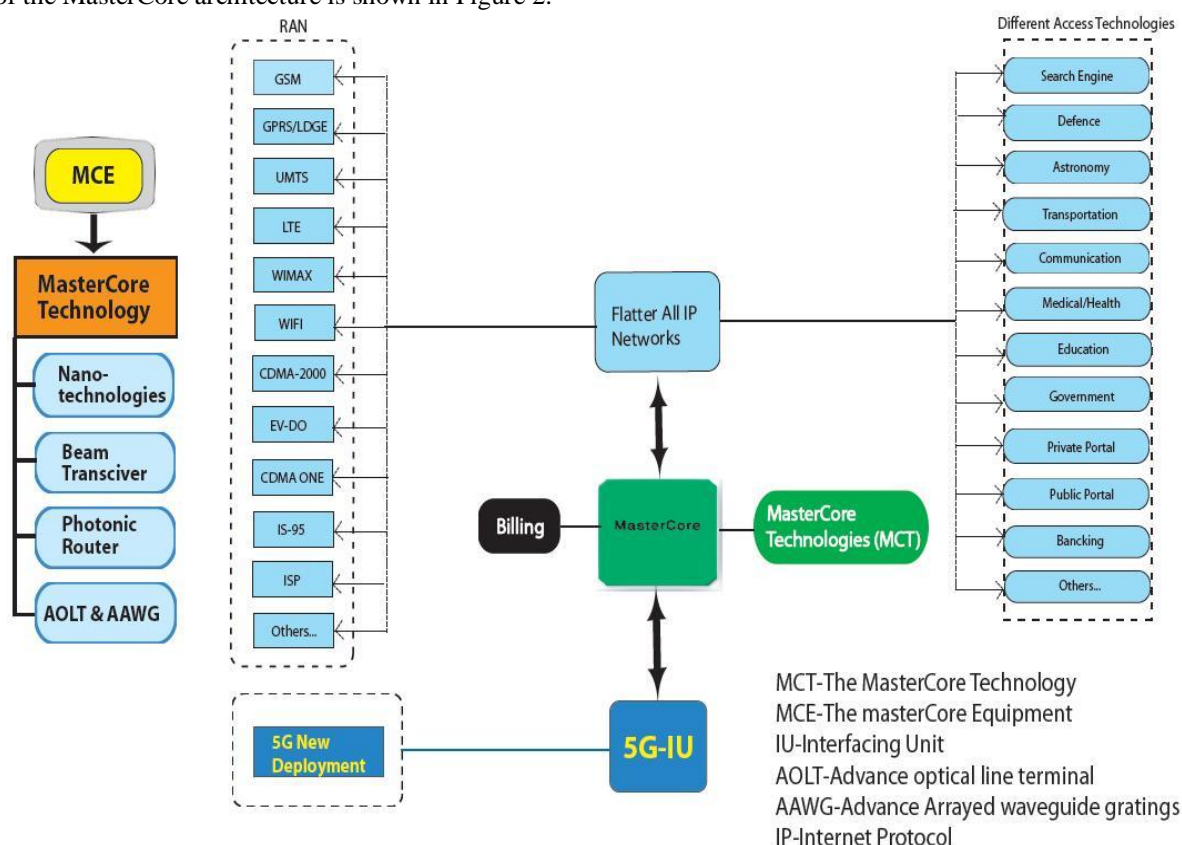 of the MasterCore architecture is shown in Figure 2.
RAN
GSM
GPRS/LDGE
UMTS
LTE
WIMAX
WIFI
CDMA-2000
EV-DO
CDMA ONE
IS-95
ISP
Others...
MCE
MasterCore
Technology
Nano-
technologies
Beam
Transciver
Photonic
Router
AOLT & AAWG
Flatter All IP
Networks
Billing
MasterCore
MasterCore
Technologies (MCT)
5G New
Deployment
5G-IU
Different Access Technologies
Search Engine
Defence
Astronomy
Transportation
Communication
Medical/Health
Education
Government
Private Portal
Public Portal
Bancking
Others...
MCT-The MasterCore Technology
MCE-The masterCore Equipment
IU-Interfacing Unit
AOLT-Advance optical line terminal
AAWG-Advance Arrayed waveguide gratings
IP-Internet Protocol